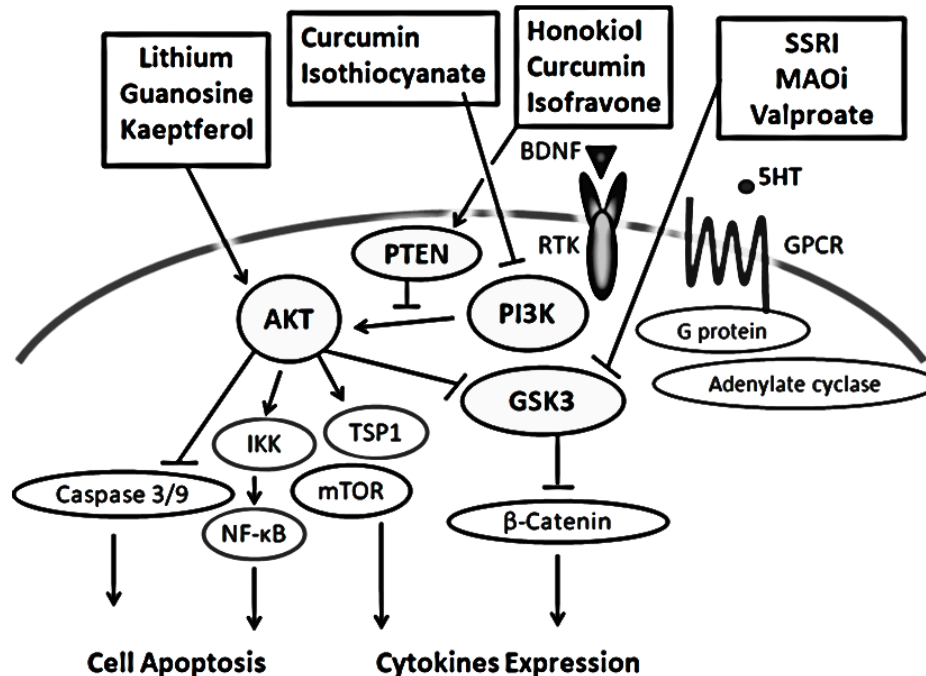 Lithium
Guanosine
Kaeptferol
Curcumin
Isothiocyanate
Honokiol
Curcumin
Isofravone
SSRI
MAOi
Valproate
BDNF
5HT
RTK
GPCR
PTEN
AKT
PI3K
G protein
Adenylate cyclase
GSK3
IKK
TSP1
Caspase 3/9
mTOR
NF-κB
β-Catenin
Cell Apoptosis
Cytokines Expression